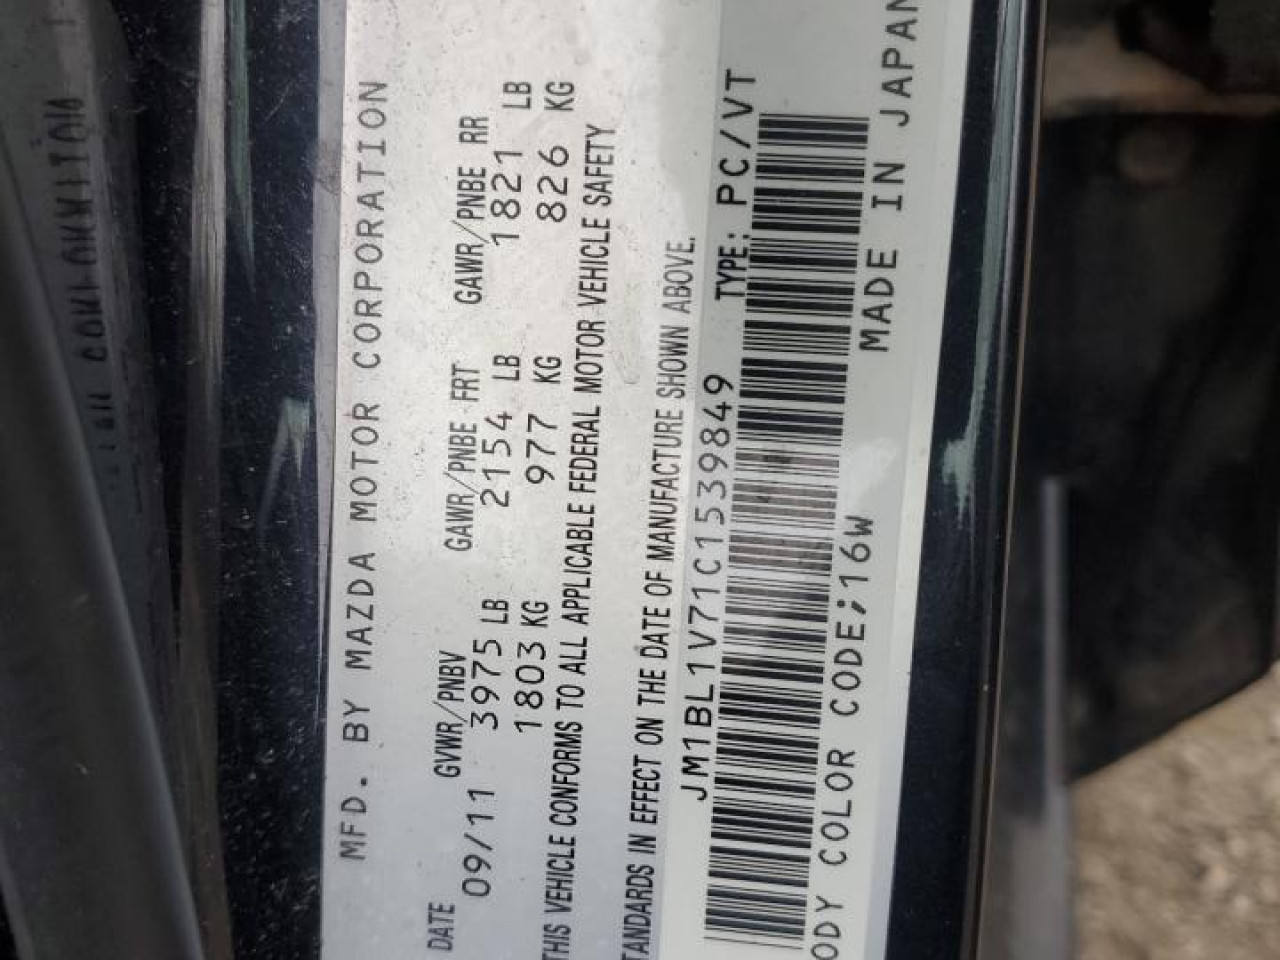 MFD. BY MAZDA MOTOR CORPORATION
DATE GVWR/PNBV GAWR/PNBE FRT GAWR/PNBE RR
09/11 3975 LB 2154 LB 1821 LB
1803 KG 977 KG 826 KG
THIS VEHICLE CONFORMS TO ALL APPLICABLE FEDERAL MOTOR VEHICLE SAFETY
TANDARDS IN EFFECT ON THE DATE OF MANUFACTURE SHOWN ABOVE.
JM1BL1V71C1539849 TYPE: PC/VT
ODY COLOR CODE;16W MADE IN JAPAN